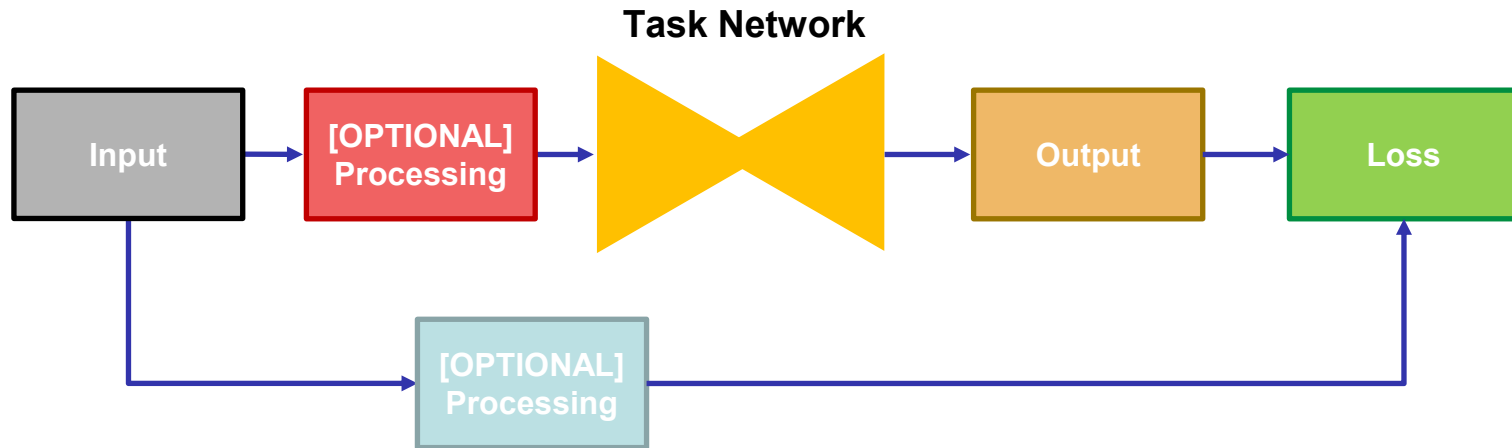 Task Network
Input
[OPTIONAL]
Processing
Output
Loss
[OPTIONAL]
Processing